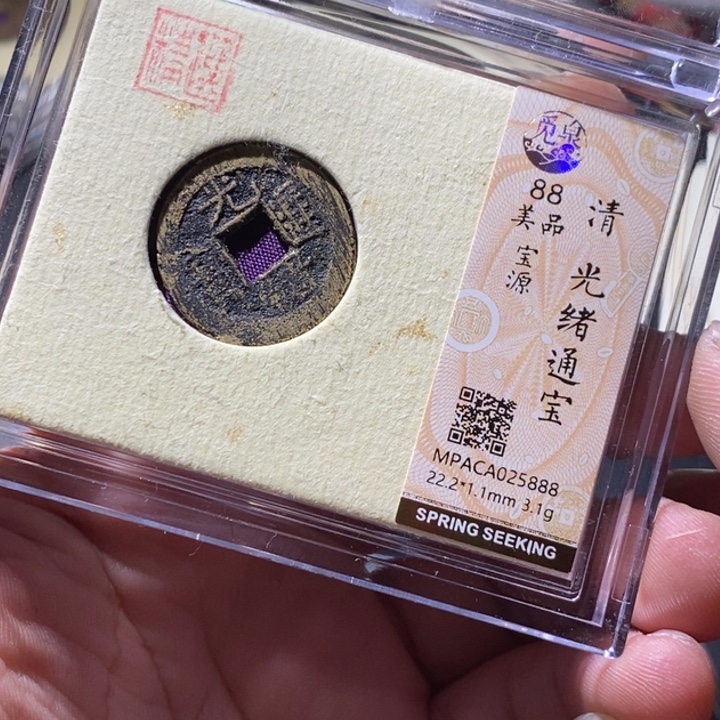 觅泉
88
美品
宝源
清
光绪通宝
MPACA025888
22.2*1.1mm 3.1g
SPRING SEEKING
光